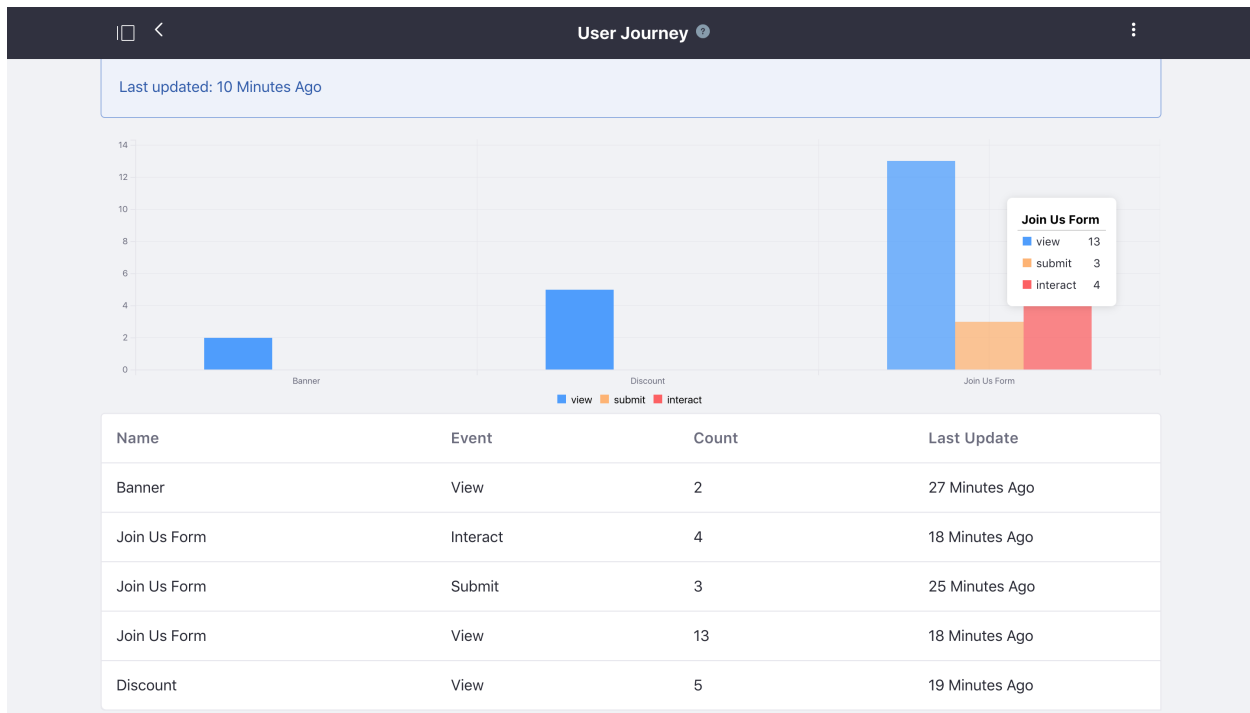 User Journey ?
Last updated: 10 Minutes Ago
14
12
10
8
6
4
2
0
Join Us Form
view 13
submit 3
interact 4
Banner Discount Join Us Form
view submit interact
Name Event Count Last Update
Banner View 2 27 Minutes Ago
Join Us Form Interact 4 18 Minutes Ago
Join Us Form Submit 3 25 Minutes Ago
Join Us Form View 13 18 Minutes Ago
Discount View 5 19 Minutes Ago